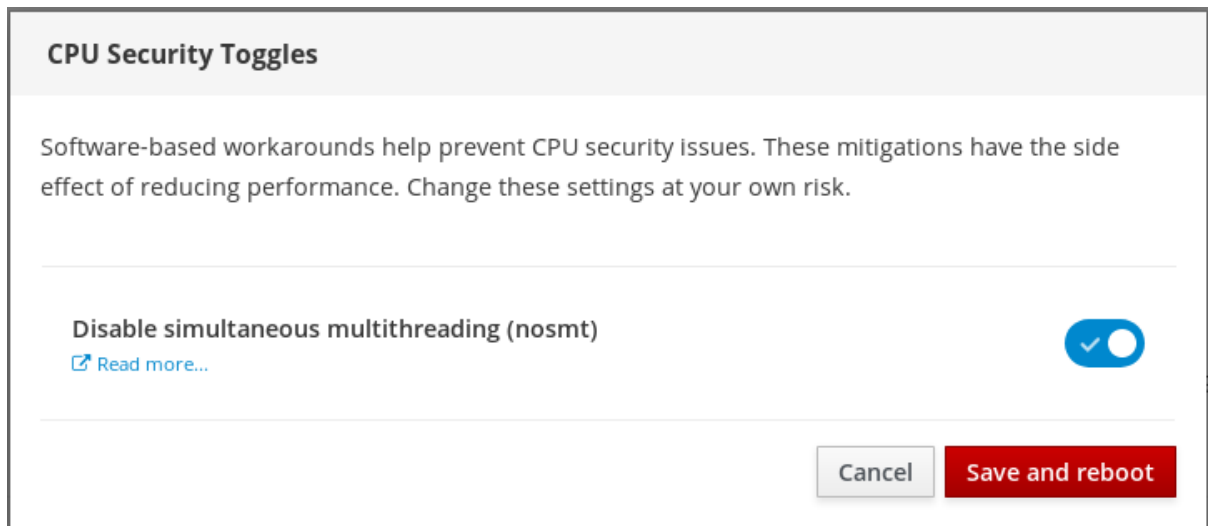 CPU Security Toggles
Software-based workarounds help prevent CPU security issues. These mitigations have the side
effect of reducing performance. Change these settings at your own risk.
Disable simultaneous multithreading (nosmt)
Read more...
Cancel
Save and reboot